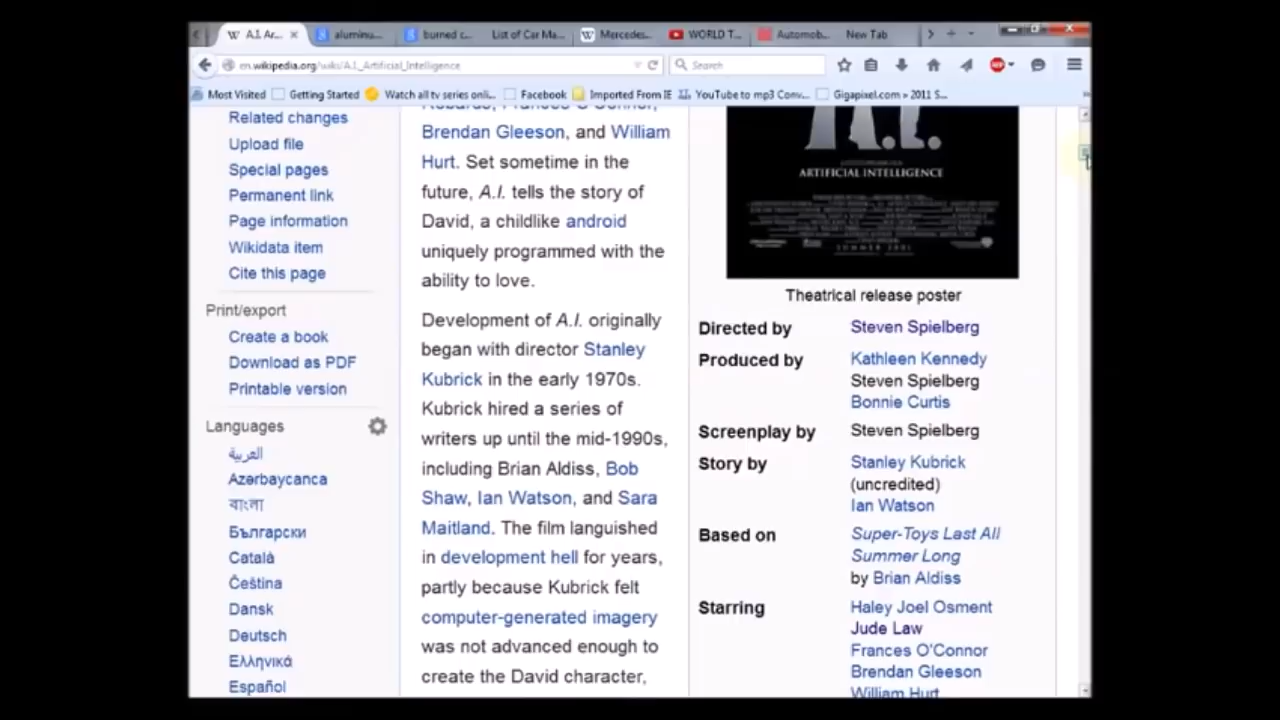 A.I. Ar...
aluminu...
burned c...
List of Car Ma...
Mercedes...
WORLD T...
Automob...
New Tab
en.wikipedia.org/wiki/A.I._Artificial_Intelligence
Search
Most Visited
Getting Started
Watch all tv series onli...
Facebook
Imported From IE
YouTube to mp3 Conv...
Gigapixel.com » 2011 S...
Related changes
Upload file
Special pages
Permanent link
Page information
Wikidata item
Cite this page
Print/export
Create a book
Download as PDF
Printable version
Languages
العربية
Azərbaycanca
বাংলা
Български
Català
Čeština
Dansk
Deutsch
Ελληνικά
Español
Robards, Frances O'Connor,
Brendan Gleeson, and William
Hurt. Set sometime in the
future, A.I. tells the story of
David, a childlike android
uniquely programmed with the
ability to love.
Development of A.I. originally
began with director Stanley
Kubrick in the early 1970s.
Kubrick hired a series of
writers up until the mid-1990s,
including Brian Aldiss, Bob
Shaw, Ian Watson, and Sara
Maitland. The film languished
in development hell for years,
partly because Kubrick felt
computer-generated imagery
was not advanced enough to
create the David character,
A.I.
ARTIFICIAL INTELLIGENCE
SUMMER 2001
Theatrical release poster
Directed by
Steven Spielberg
Produced by
Kathleen Kennedy
Steven Spielberg
Bonnie Curtis
Screenplay by
Steven Spielberg
Story by
Stanley Kubrick
(uncredited)
Ian Watson
Based on
Super-Toys Last All
Summer Long
by Brian Aldiss
Starring
Haley Joel Osment
Jude Law
Frances O'Connor
Brendan Gleeson
William Hurt